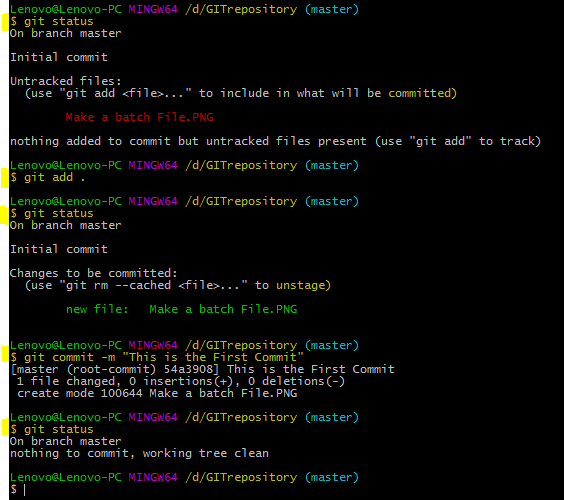 Lenovo@Lenovo-PC MINGW64 /d/GITrepository (master)
$ git status
On branch master
Initial commit
Untracked files:
  (use "git add <file>..." to include in what will be committed)
        Make a batch File.PNG
nothing added to commit but untracked files present (use "git add" to track)
Lenovo@Lenovo-PC MINGW64 /d/GITrepository (master)
$ git add .
Lenovo@Lenovo-PC MINGW64 /d/GITrepository (master)
$ git status
On branch master
Initial commit
Changes to be committed:
  (use "git rm --cached <file>..." to unstage)
        new file:   Make a batch File.PNG
Lenovo@Lenovo-PC MINGW64 /d/GITrepository (master)
$ git commit -m "This is the First Commit"
[master (root-commit) 54a3908] This is the First Commit
 1 file changed, 0 insertions(+), 0 deletions(-)
 create mode 100644 Make a batch File.PNG
Lenovo@Lenovo-PC MINGW64 /d/GITrepository (master)
$ git status
On branch master
nothing to commit, working tree clean
Lenovo@Lenovo-PC MINGW64 /d/GITrepository (master)
$